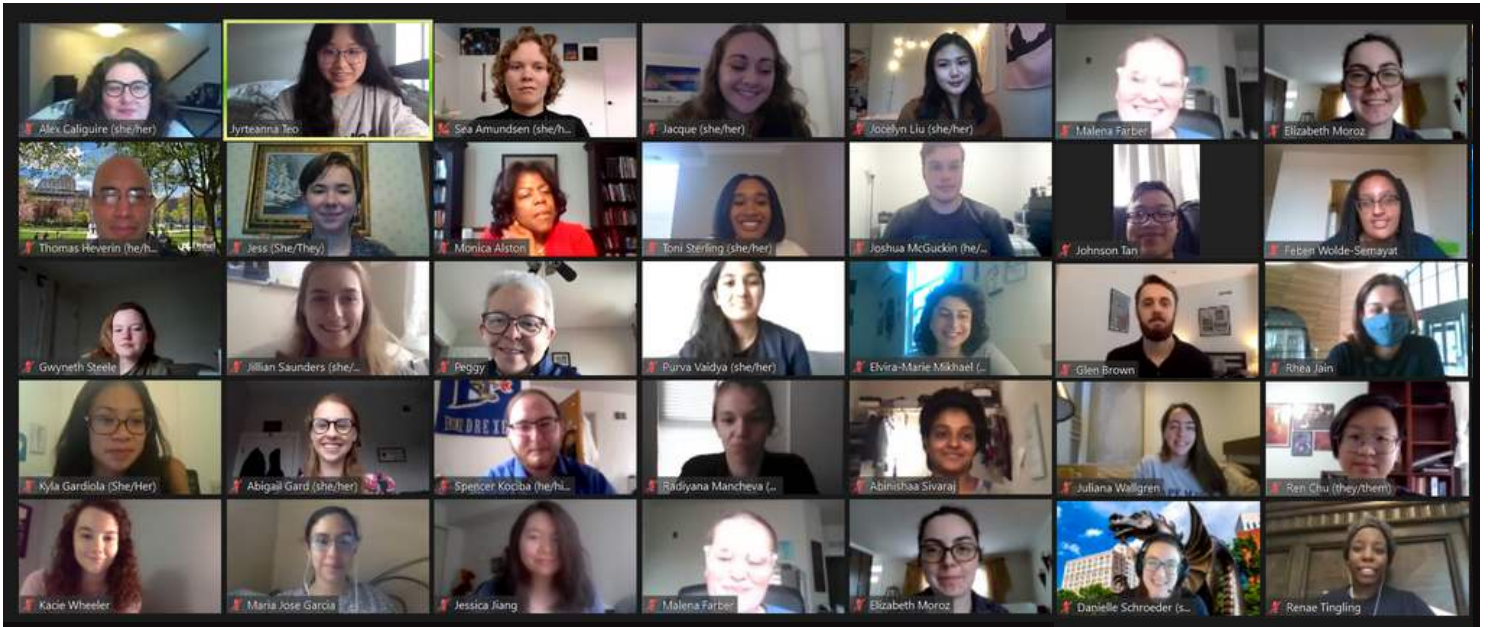 Alex Caliguire (she/her)
Jyrteanna Teo
Sea Amundsen (she/h...
Jacque (she/her)
Jocelyn Liu (she/her)
Malena Farber
Elizabeth Moroz
Thomas Heverin (he/h...
Jess (She/They)
Monica Alston
Toni Sterling (she/her)
Joshua McGuckin (he/...
Johnson Tan
Feben Wolde-Semayat
Gwyneth Steele
Jillian Saunders (she/...
Peggy
Purva Vaidya (she/her)
Elvira-Marie Mikhael (...
Glen Brown
Rhea Jain
DREXE
Kyla Gardiola (She/Her)
Abigail Gard (she/her)
Spencer Kociba (he/hi...
Radiyana Mancheva (...
Abinishaa Sivaraj
Juliana Wallgren
Ren Chu (they/them)
Kacie Wheeler
Maria Jose Garcia
Jessica Jiang
Malena Farber
Elizabeth Moroz
Danielle Schroeder (s...
Renae Tingling